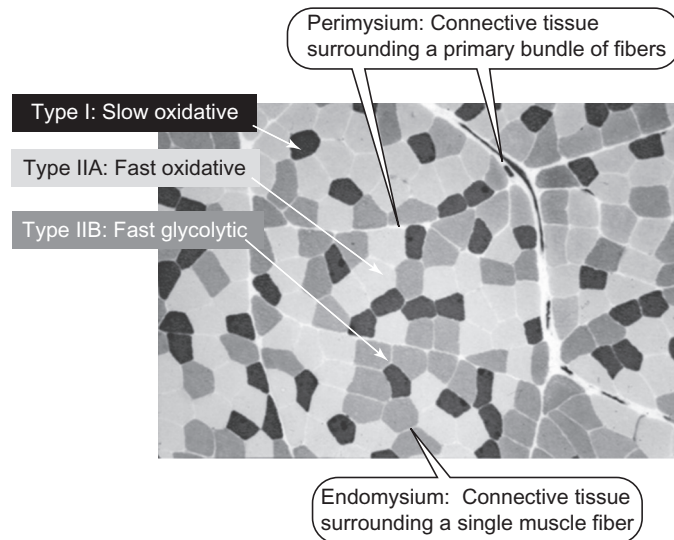 Perimysium: Connective tissue
surrounding a primary bundle of fibers
Type I: Slow oxidative
Type IIA: Fast oxidative
Type IIB: Fast glycolytic
Endomysium: Connective tissue
surrounding a single muscle fiber